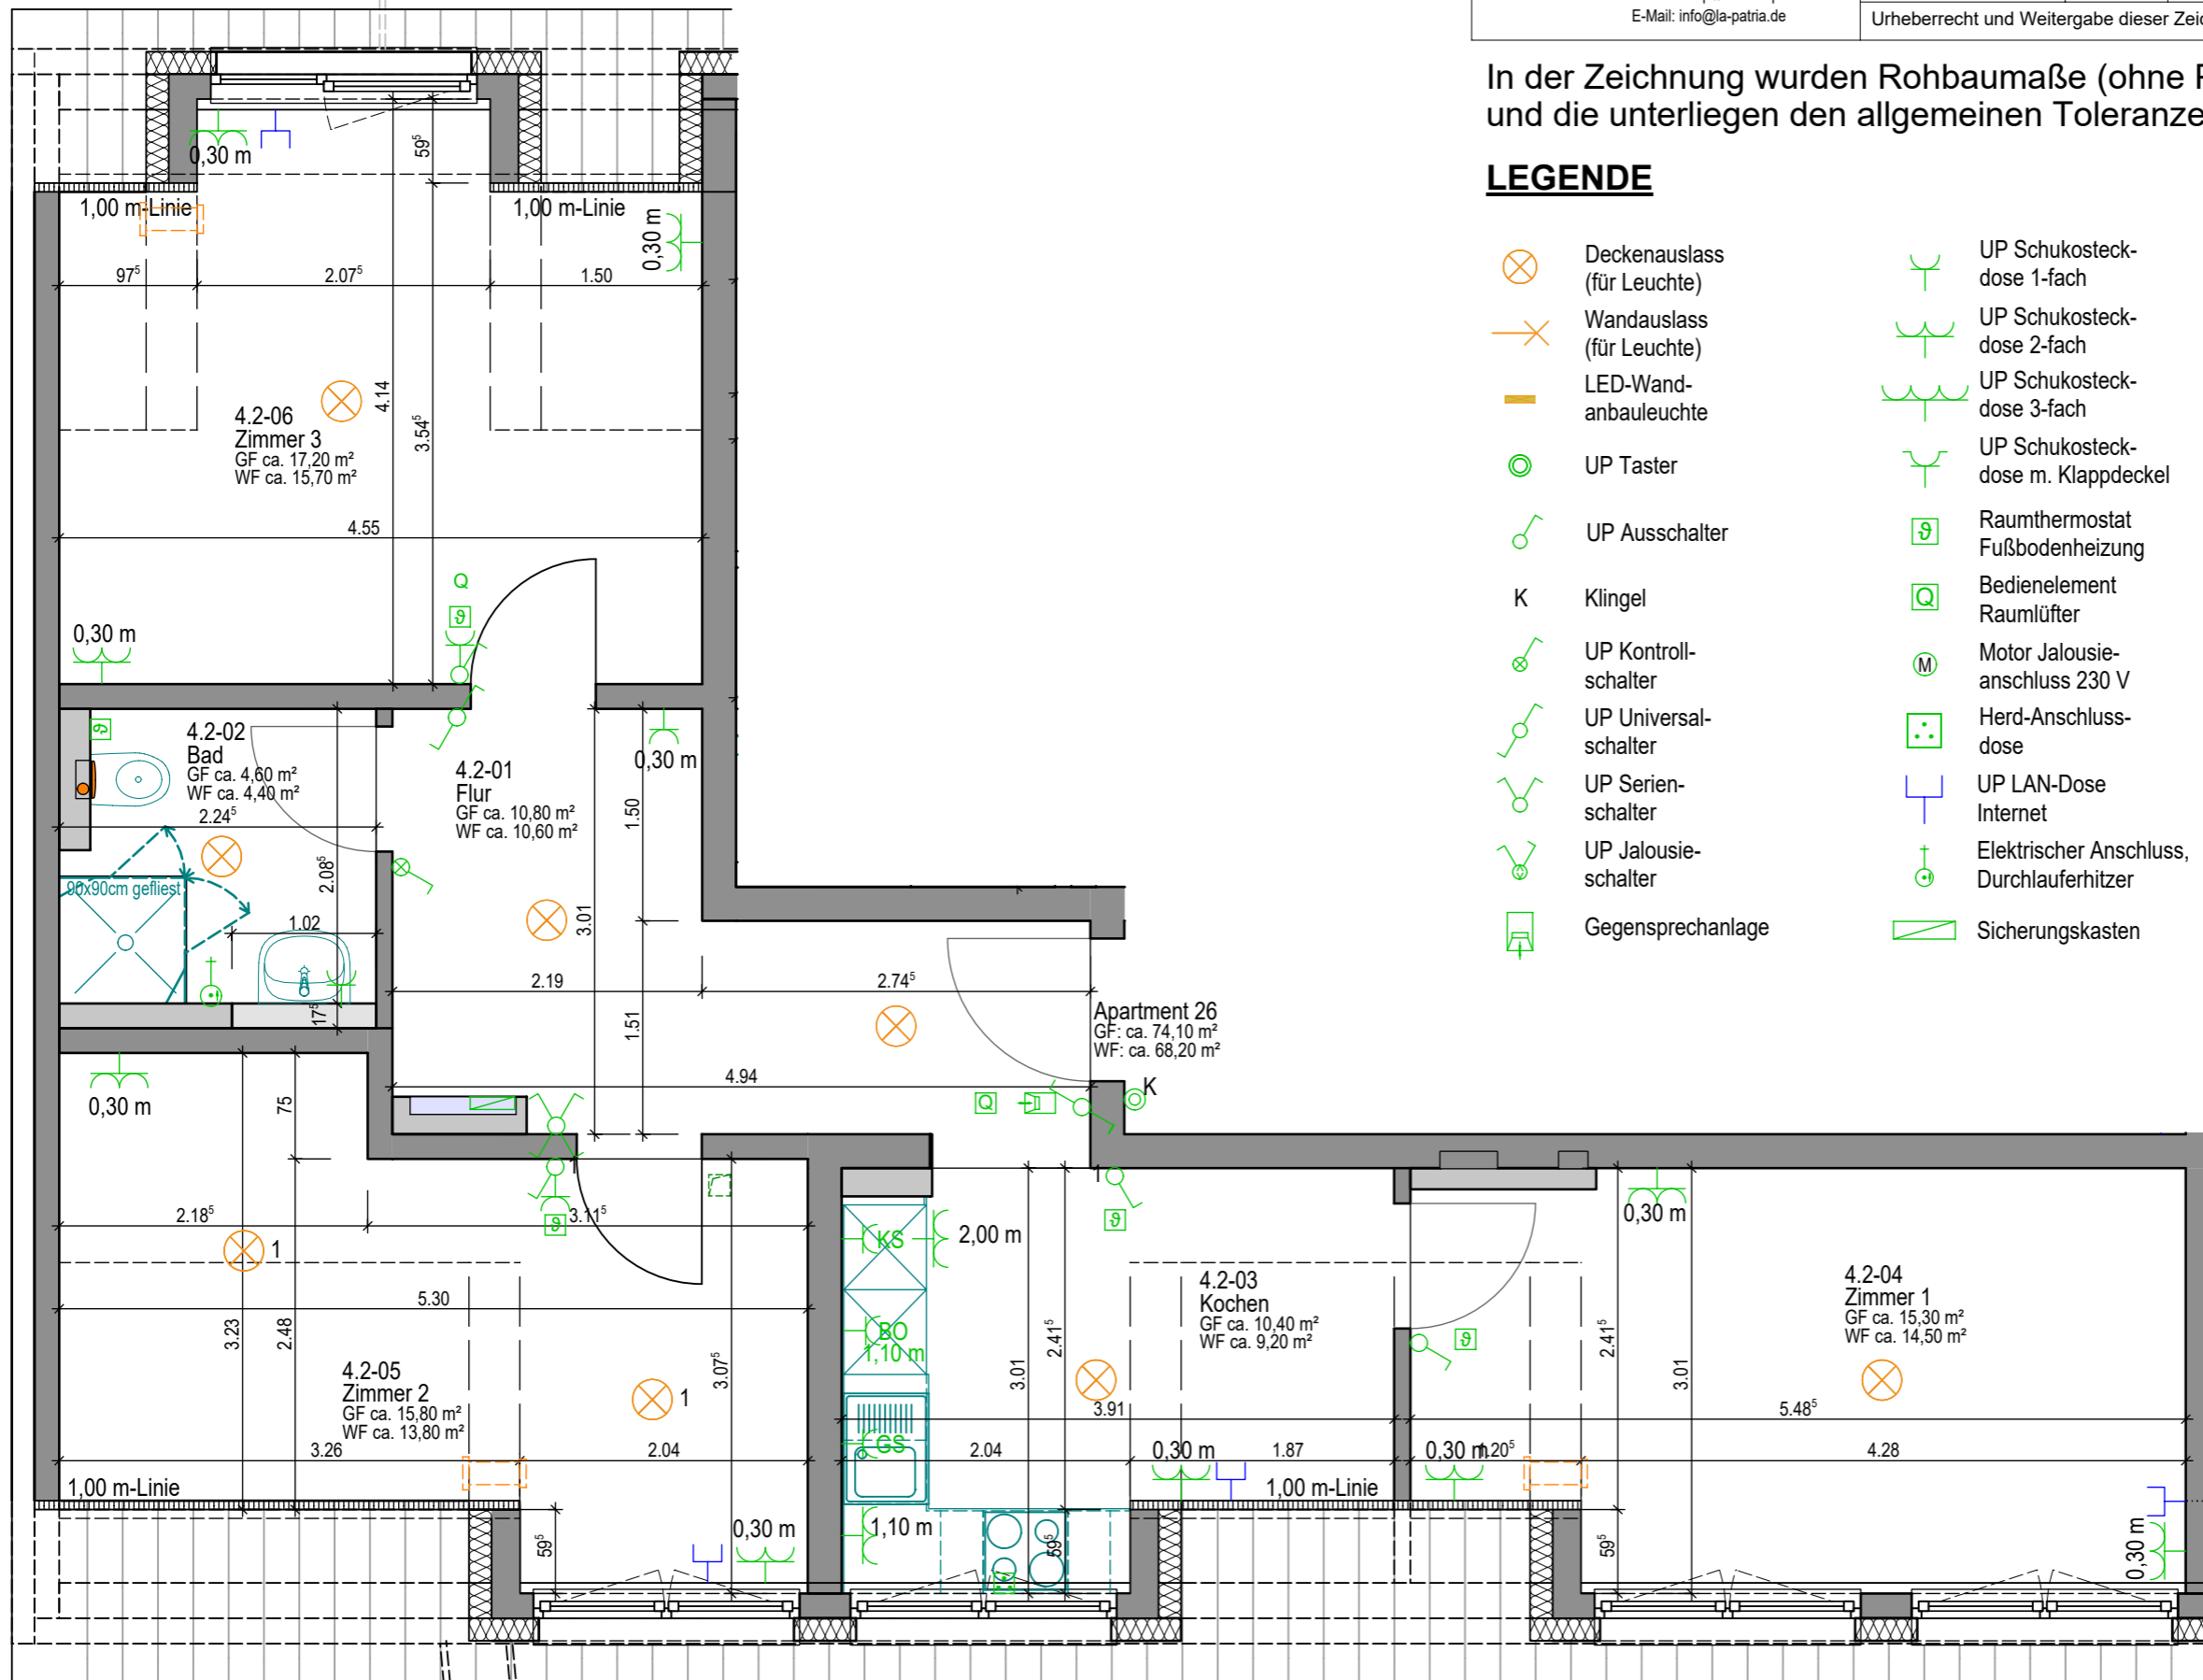 E-Mail: info@la-patria.de
Urheberrecht und Weitergabe dieser
In der Zeichnung wurden Rohbaumaße (ohne
und die unterliegen den allgemeinen
LEGENDE
Deckenauslass
(für Leuchte)
Wandauslass
(für Leuchte)
LED-Wand-
anbauleuchte
UP Taster
UP Ausschalter
K Klingel
UP Kontroll-
schalter
UP Universal-
schalter
UP Serien-
schalter
UP Jalousie-
schalter
Gegensprechanlage
UP Schukosteck-
dose 1-fach
UP Schukosteck-
dose 2-fach
UP Schukosteck-
dose 3-fach
UP Schukosteck-
dose m. Klappdeckel
ϑ Raumthermostat
Fußbodenheizung
Q Bedienelement
Raumlüfter
M Motor Jalousie-
anschluss 230 V
Herd-Anschluss-
dose
UP LAN-Dose
Internet
Elektrischer Anschluss,
Durchlauferhitzer
Sicherungskasten
0,30 m
59⁵
1,00 m-Linie
1,00 m-Linie
0,30 m
97⁵
2.07⁵
1.50
4.14
3.54⁵
4.2-06
Zimmer 3
GF ca. 17,20 m²
WF ca. 15,70 m²
4.55
Q
ϑ
0,30 m
ϑ
4.2-02
Bad
GF ca. 4,60 m²
WF ca. 4,40 m²
2.24⁵
2.08⁵
90x90cm gefliest
1.02
17⁵
4.2-01
Flur
GF ca. 10,80 m²
WF ca. 10,60 m²
0,30 m
1.50
3.01
2.19
2.74⁵
1.51
4.94
Apartment 26
GF: ca. 74,10 m²
WF: ca. 68,20 m²
K
Q
0,30 m
75
2.18⁵
3.11⁵
ϑ
1
5.30
3.23
2.48
3.07⁵
4.2-05
Zimmer 2
GF ca. 15,80 m²
WF ca. 13,80 m²
1
3.26
2.04
1,00 m-Linie
59⁵
0,30 m
KS
2,00 m
BO
1,10 m
GS
1,10 m
1
ϑ
4.2-03
Kochen
GF ca. 10,40 m²
WF ca. 9,20 m²
3.01
2.41⁵
3.91
2.04
0,30 m
1.87
1,00 m-Linie
59⁵
0,30 m
ϑ
2.41⁵
3.01
4.2-04
Zimmer 1
GF ca. 15,30 m²
WF ca. 14,50 m²
5.48⁵
0,30 m
1.20⁵
4.28
59⁵
0,30 m